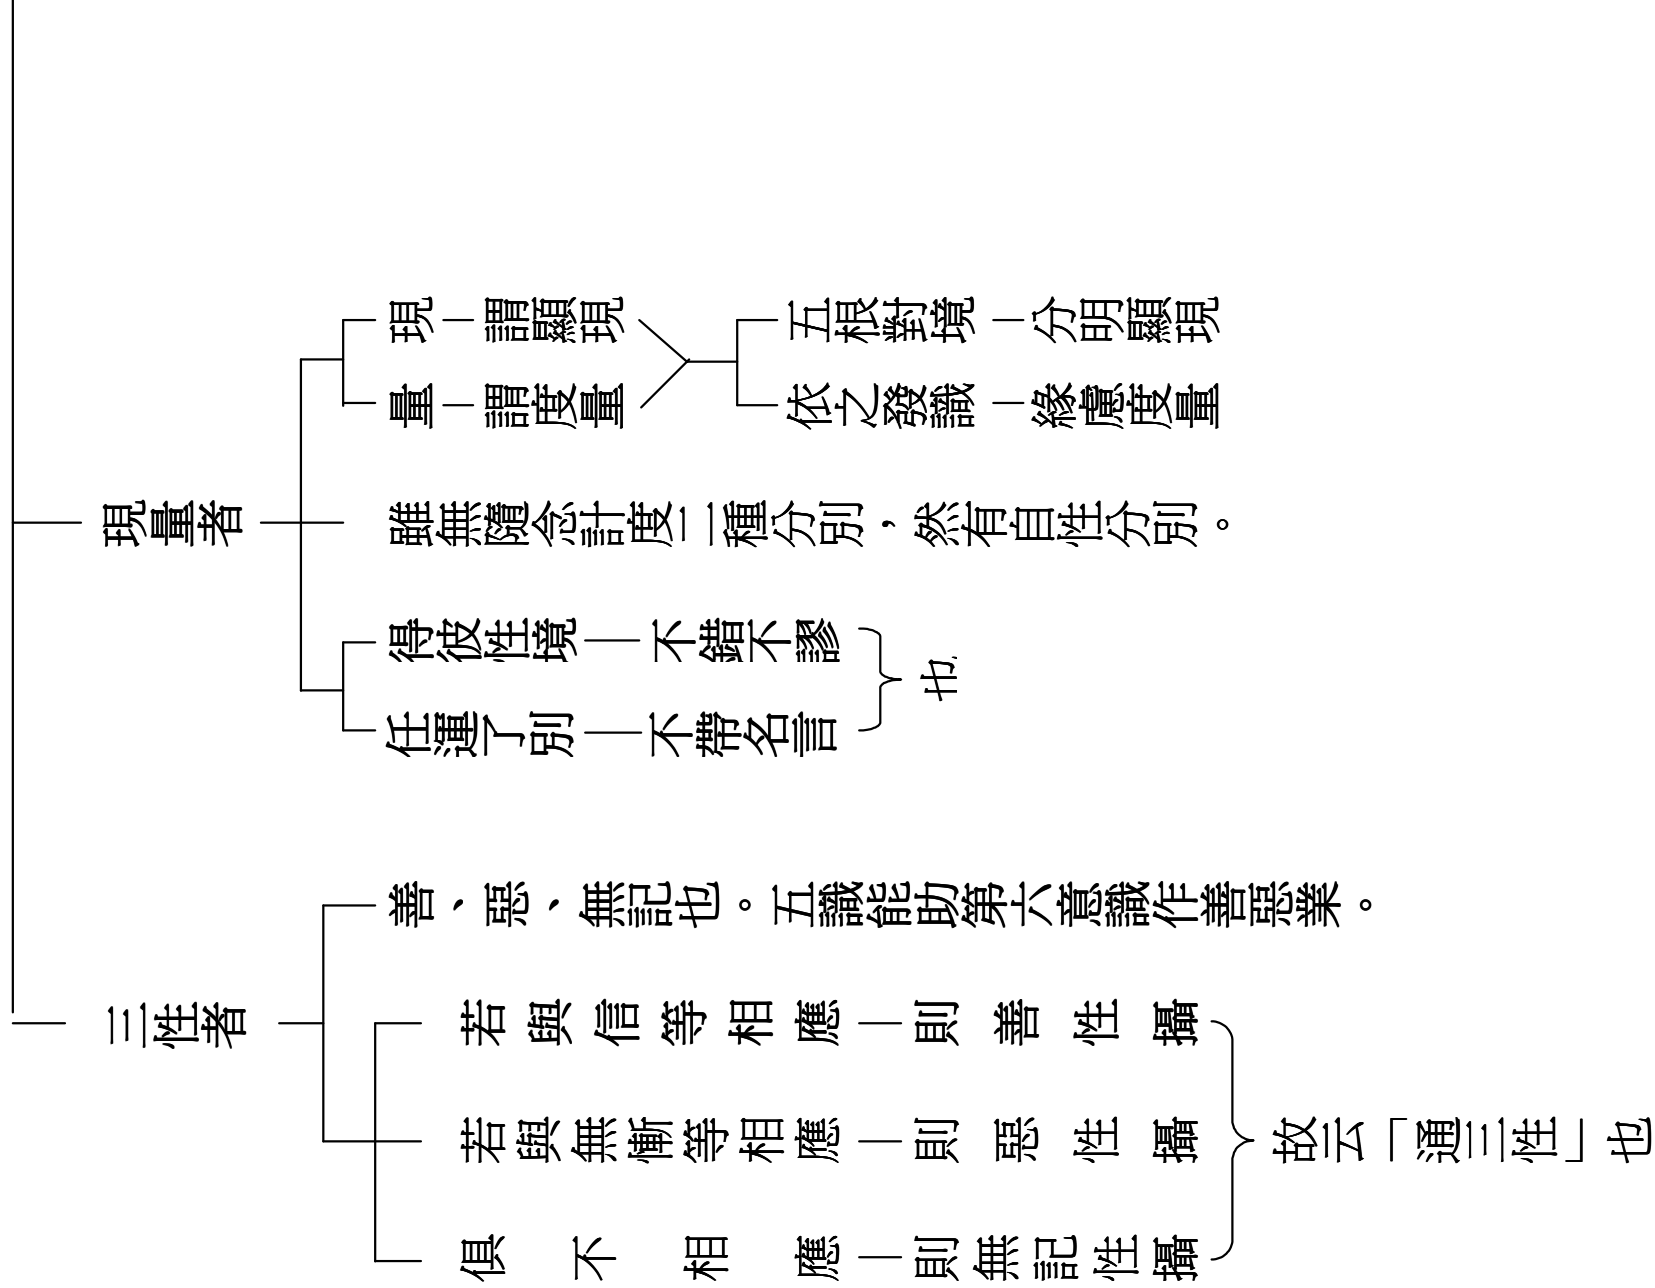 現量者
現 謂顯現
量 謂度量
五根對境 分明顯現
依之發識 緣慮度量
雖無隨念計度二種分別，然有自性分別。
得彼性境 不錯不謬
任運了別 不帶名言
也
三性者
善、惡、無記也。五識能助第六意識作善惡業。
若與信等相應 則善性攝
若與無慚等相應 則惡性攝
俱不相應 則無記性攝
故云「通三性」也